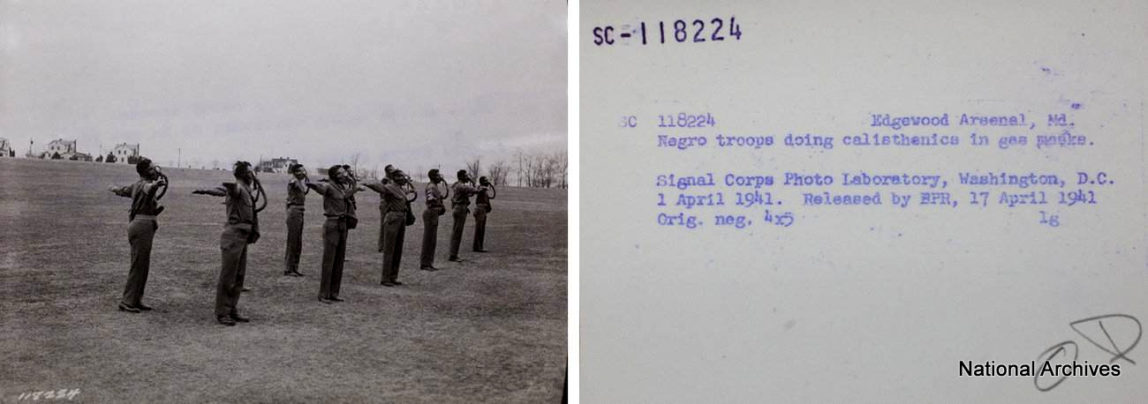 118224
SC-118224
SC 118224 Edgewood Arsenal, Md.
Negro troops doing calisthenics in gas masks.
Signal Corps Photo Laboratory, Washington, D.C.
1 April 1941. Released by BPR, 17 April 1941
Orig. neg. 4x5 lg
National Archives